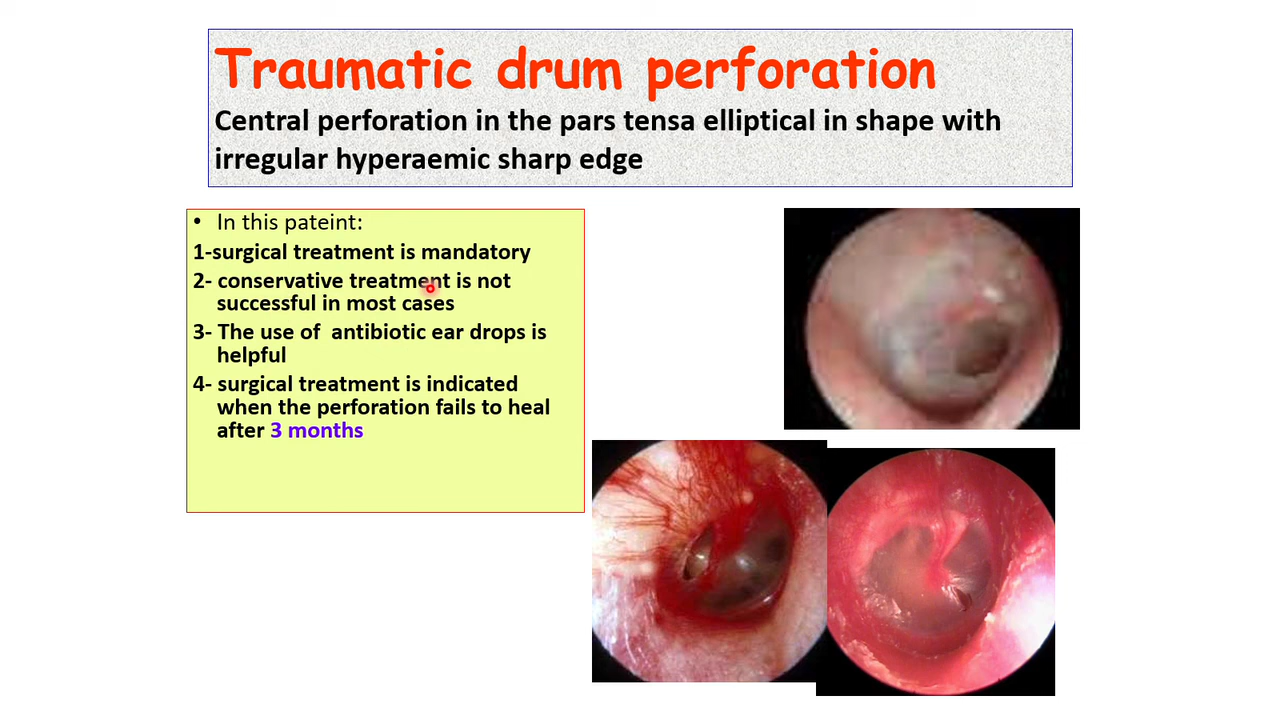 Traumatic drum perforation
Central perforation in the pars tensa elliptical in shape with
irregular hyperaemic sharp edge
• In this pateint:
1-surgical treatment is mandatory
2- conservative treatment is not
successful in most cases
3- The use of  antibiotic ear drops is
helpful
4- surgical treatment is indicated
when the perforation fails to heal
after 3 months